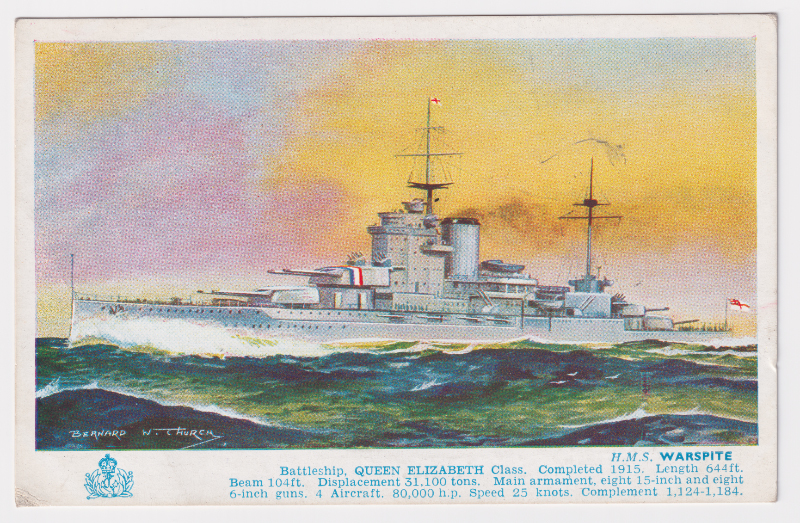 BERNARD W. CHURCH
H.M.S. WARSPITE
Battleship, QUEEN ELIZABETH Class. Completed 1915. Length 644ft.
Beam 104ft. Displacement 31,100 tons. Main armament, eight 15-inch and eight
6-inch guns. 4 Aircraft. 80,000 h.p. Speed 25 knots. Complement 1,124-1,184.